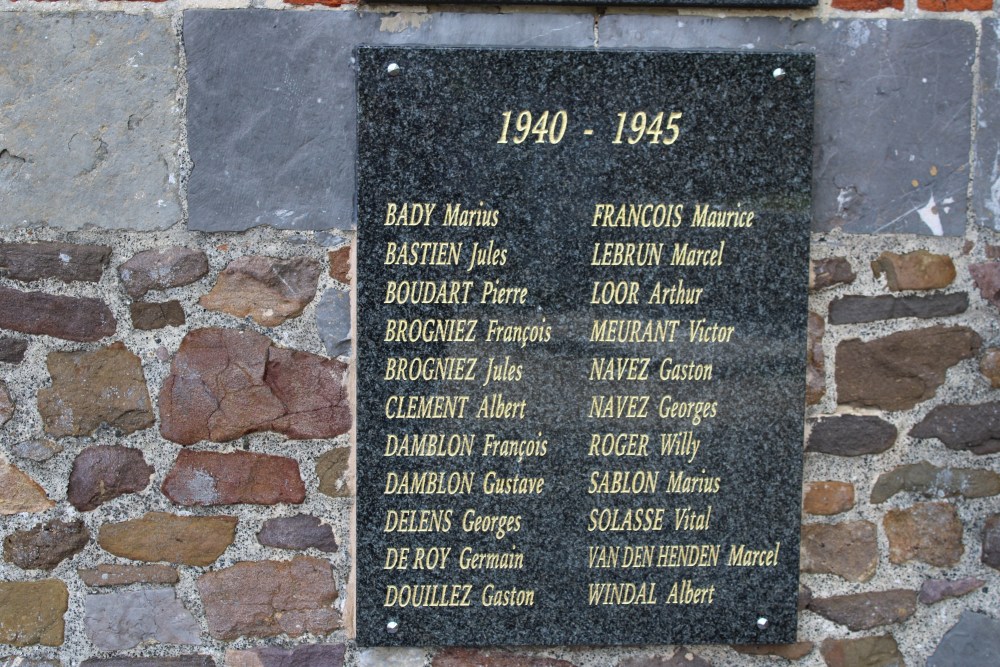 1940 - 1945
BADY Marius
BASTIEN Jules
BOUDART Pierre
BROGNIEZ François
BROGNIEZ Jules
CLEMENT Albert
DAMBLON François
DAMBLON Gustave
DELENS Georges
DE ROY Germain
DOUILLEZ Gaston
FRANCOIS Maurice
LEBRUN Marcel
LOOR Arthur
MEURANT Victor
NAVEZ Gaston
NAVEZ Georges
ROGER Willy
SABLON Marius
SOLASSE Vital
VAN DEN HENDEN Marcel
WINDAL Albert